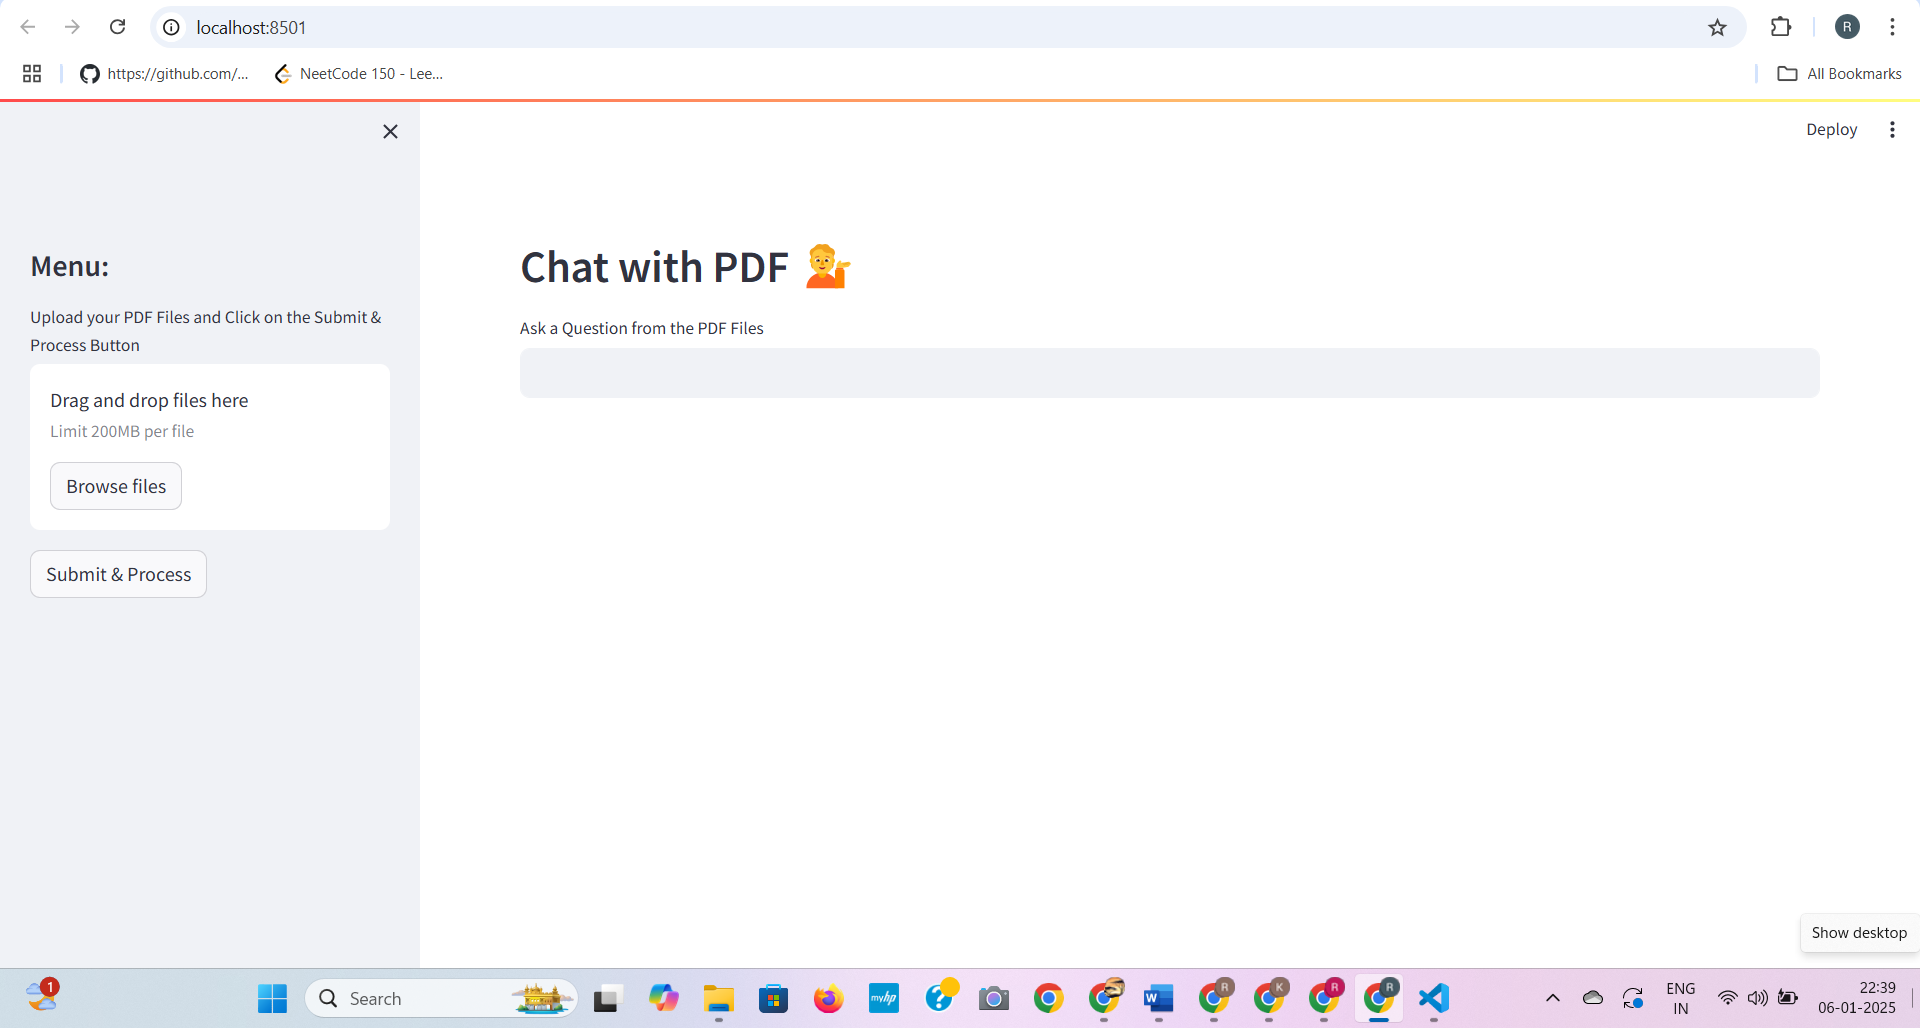 localhost:8501
R
https://github.com/...
NeetCode 150 - Lee...
All Bookmarks
Deploy
Menu:
Upload your PDF Files and Click on the Submit &
Process Button
Drag and drop files here
Limit 200MB per file
Browse files
Submit & Process
Chat with PDF 💁
Ask a Question from the PDF Files
Show desktop
1
Search
myhp
?
W
R
K
R
R
ENG
IN
22:39
06-01-2025